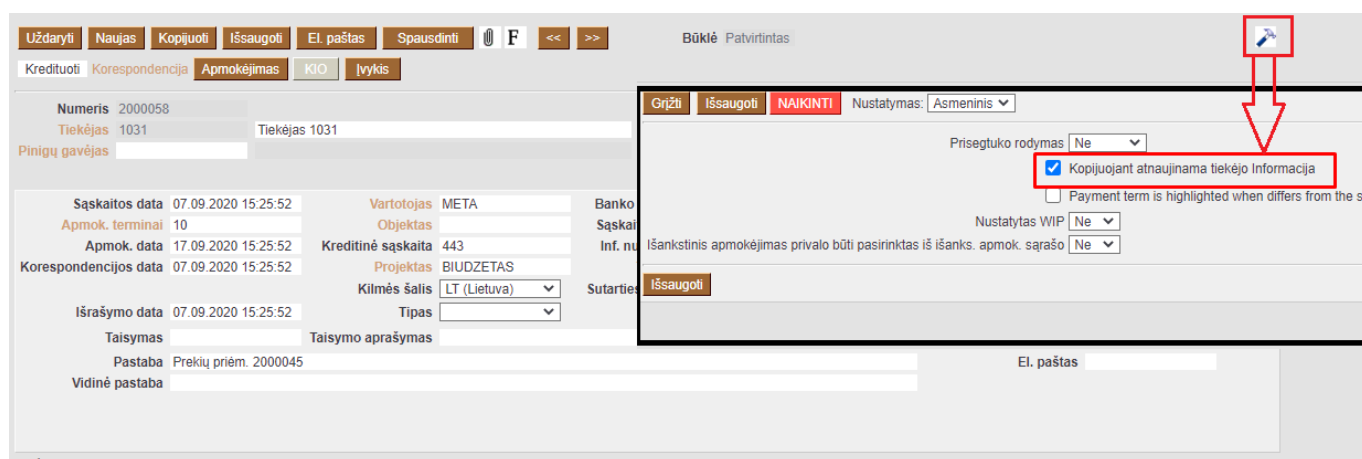 Uždaryti Naujas Kopijuoti Išsaugoti El. paštas Spausdinti F << >> Būklė Patvirtintas
Kredituoti Korespondencija Apmokėjimas KIO Įvykis
Numeris 2000058
Tiekėjas 1031 Tiekėjas 1031
Pinigų gavėjas
Sąskaitos data 07.09.2020 15:25:52 Vartotojas META Banko
Apmok. terminai 10 Objektas Sąskai
Apmok. data 17.09.2020 15:25:52 Kreditinė sąskaita 443 Inf. nu
Korespondencijos data 07.09.2020 15:25:52 Projektas BIUDZETAS
Kilmės šalis LT (Lietuva) Sutarties
Išrašymo data 07.09.2020 15:25:52 Tipas
Taisymas Taisymo aprašymas
Pastaba Prekių priėm. 2000045 El. paštas
Vidinė pastaba
Grįžti Išsaugoti NAIKINTI Nustatymas: Asmeninis
Prisegtuko rodymas Ne
Kopijuojant atnaujinama tiekėjo Informacija
Payment term is highlighted when differs from the s
Nustatytas WIP Ne
Išankstinis apmokėjimas privalo būti pasirinktas iš išanks. apmok. sąrašo Ne
Išsaugoti